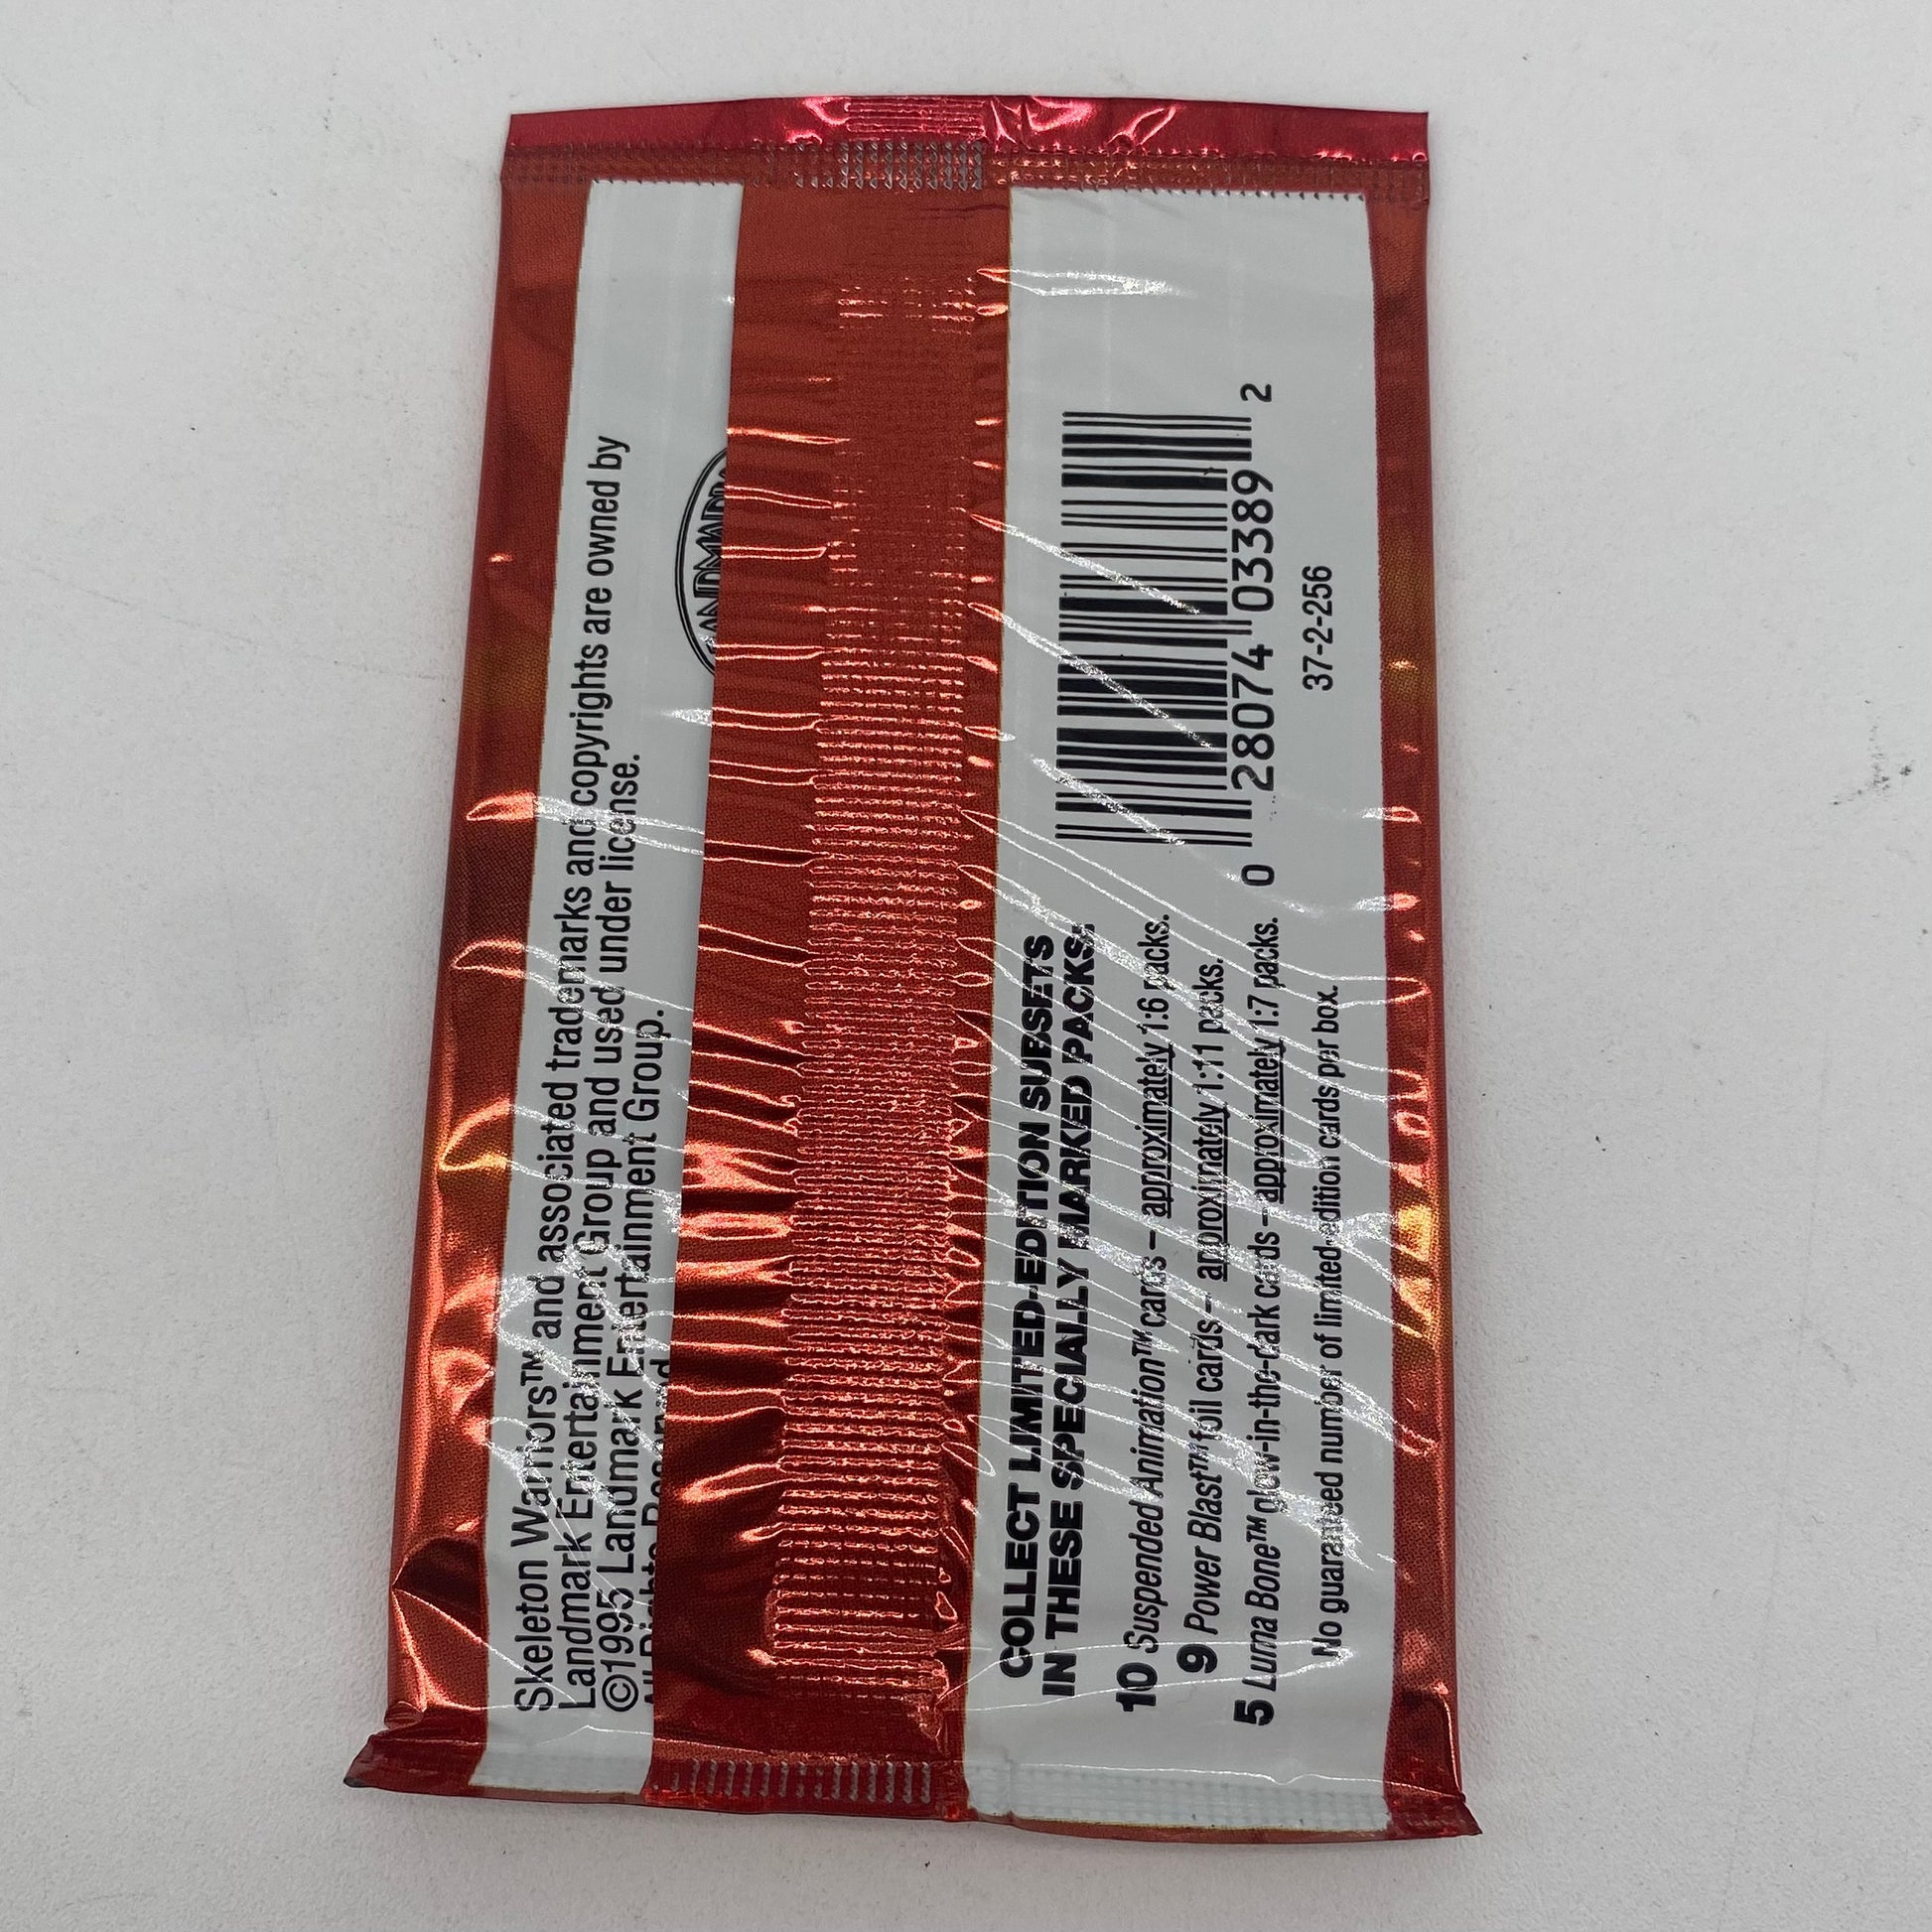 Skeleton Warriors™ and associated trademarks and copyrights are owned by
Landmark Entertainment Group and used under license.
©1995 Landmark Entertainment Group.
All Rights Reserved
COLLECT LIMITED-EDITION SUBSETS
IN THESE SPECIALLY MARKED PACKS:
10 Suspended Animation™ cards – approximately 1:6 packs.
9 Power Blast™ foil cards – approximately 1:11 packs.
5 Luma Bone™ glow-in-the-dark cards – approximately 1:7 packs.
No guaranteed number of limited-edition cards per box.
0 28074 03389 2
37-2-256